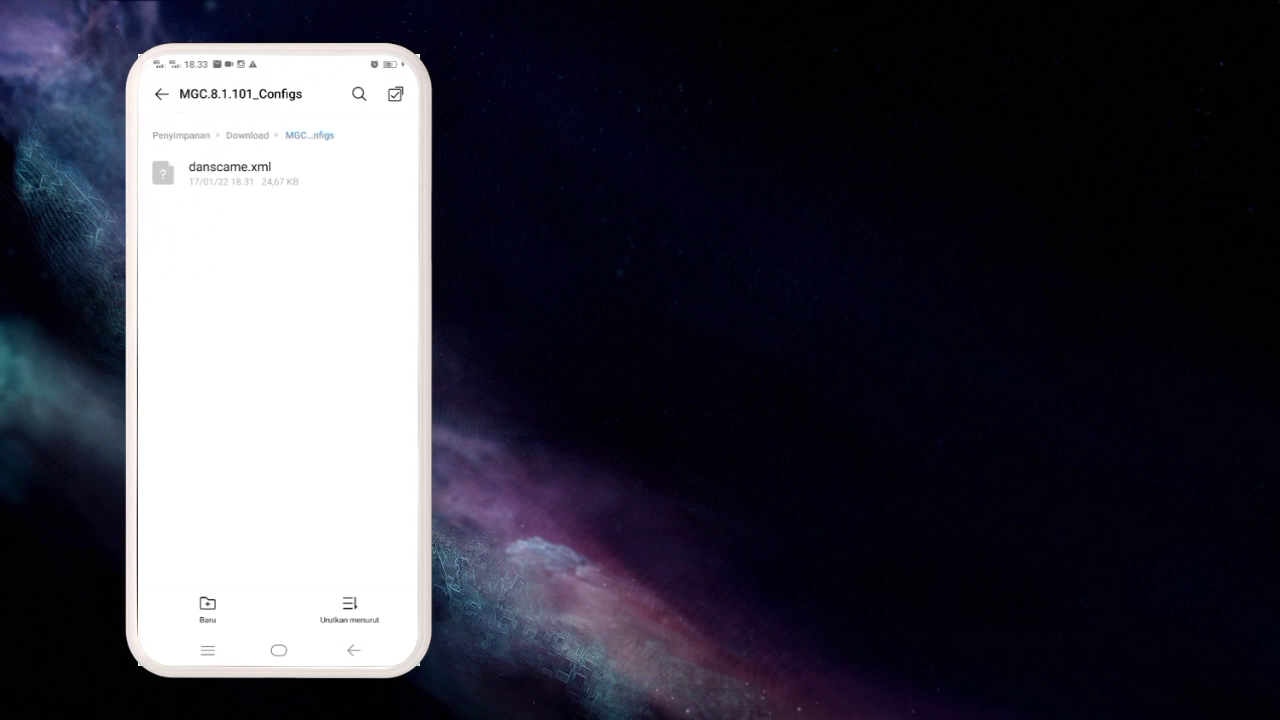 18.33
MGC.8.1.101_Configs
Penyimpanan Download MGC...nfigs
danscame.xml
17/01/22 18.31 24,67 KB
Baru
Urutkan menurut